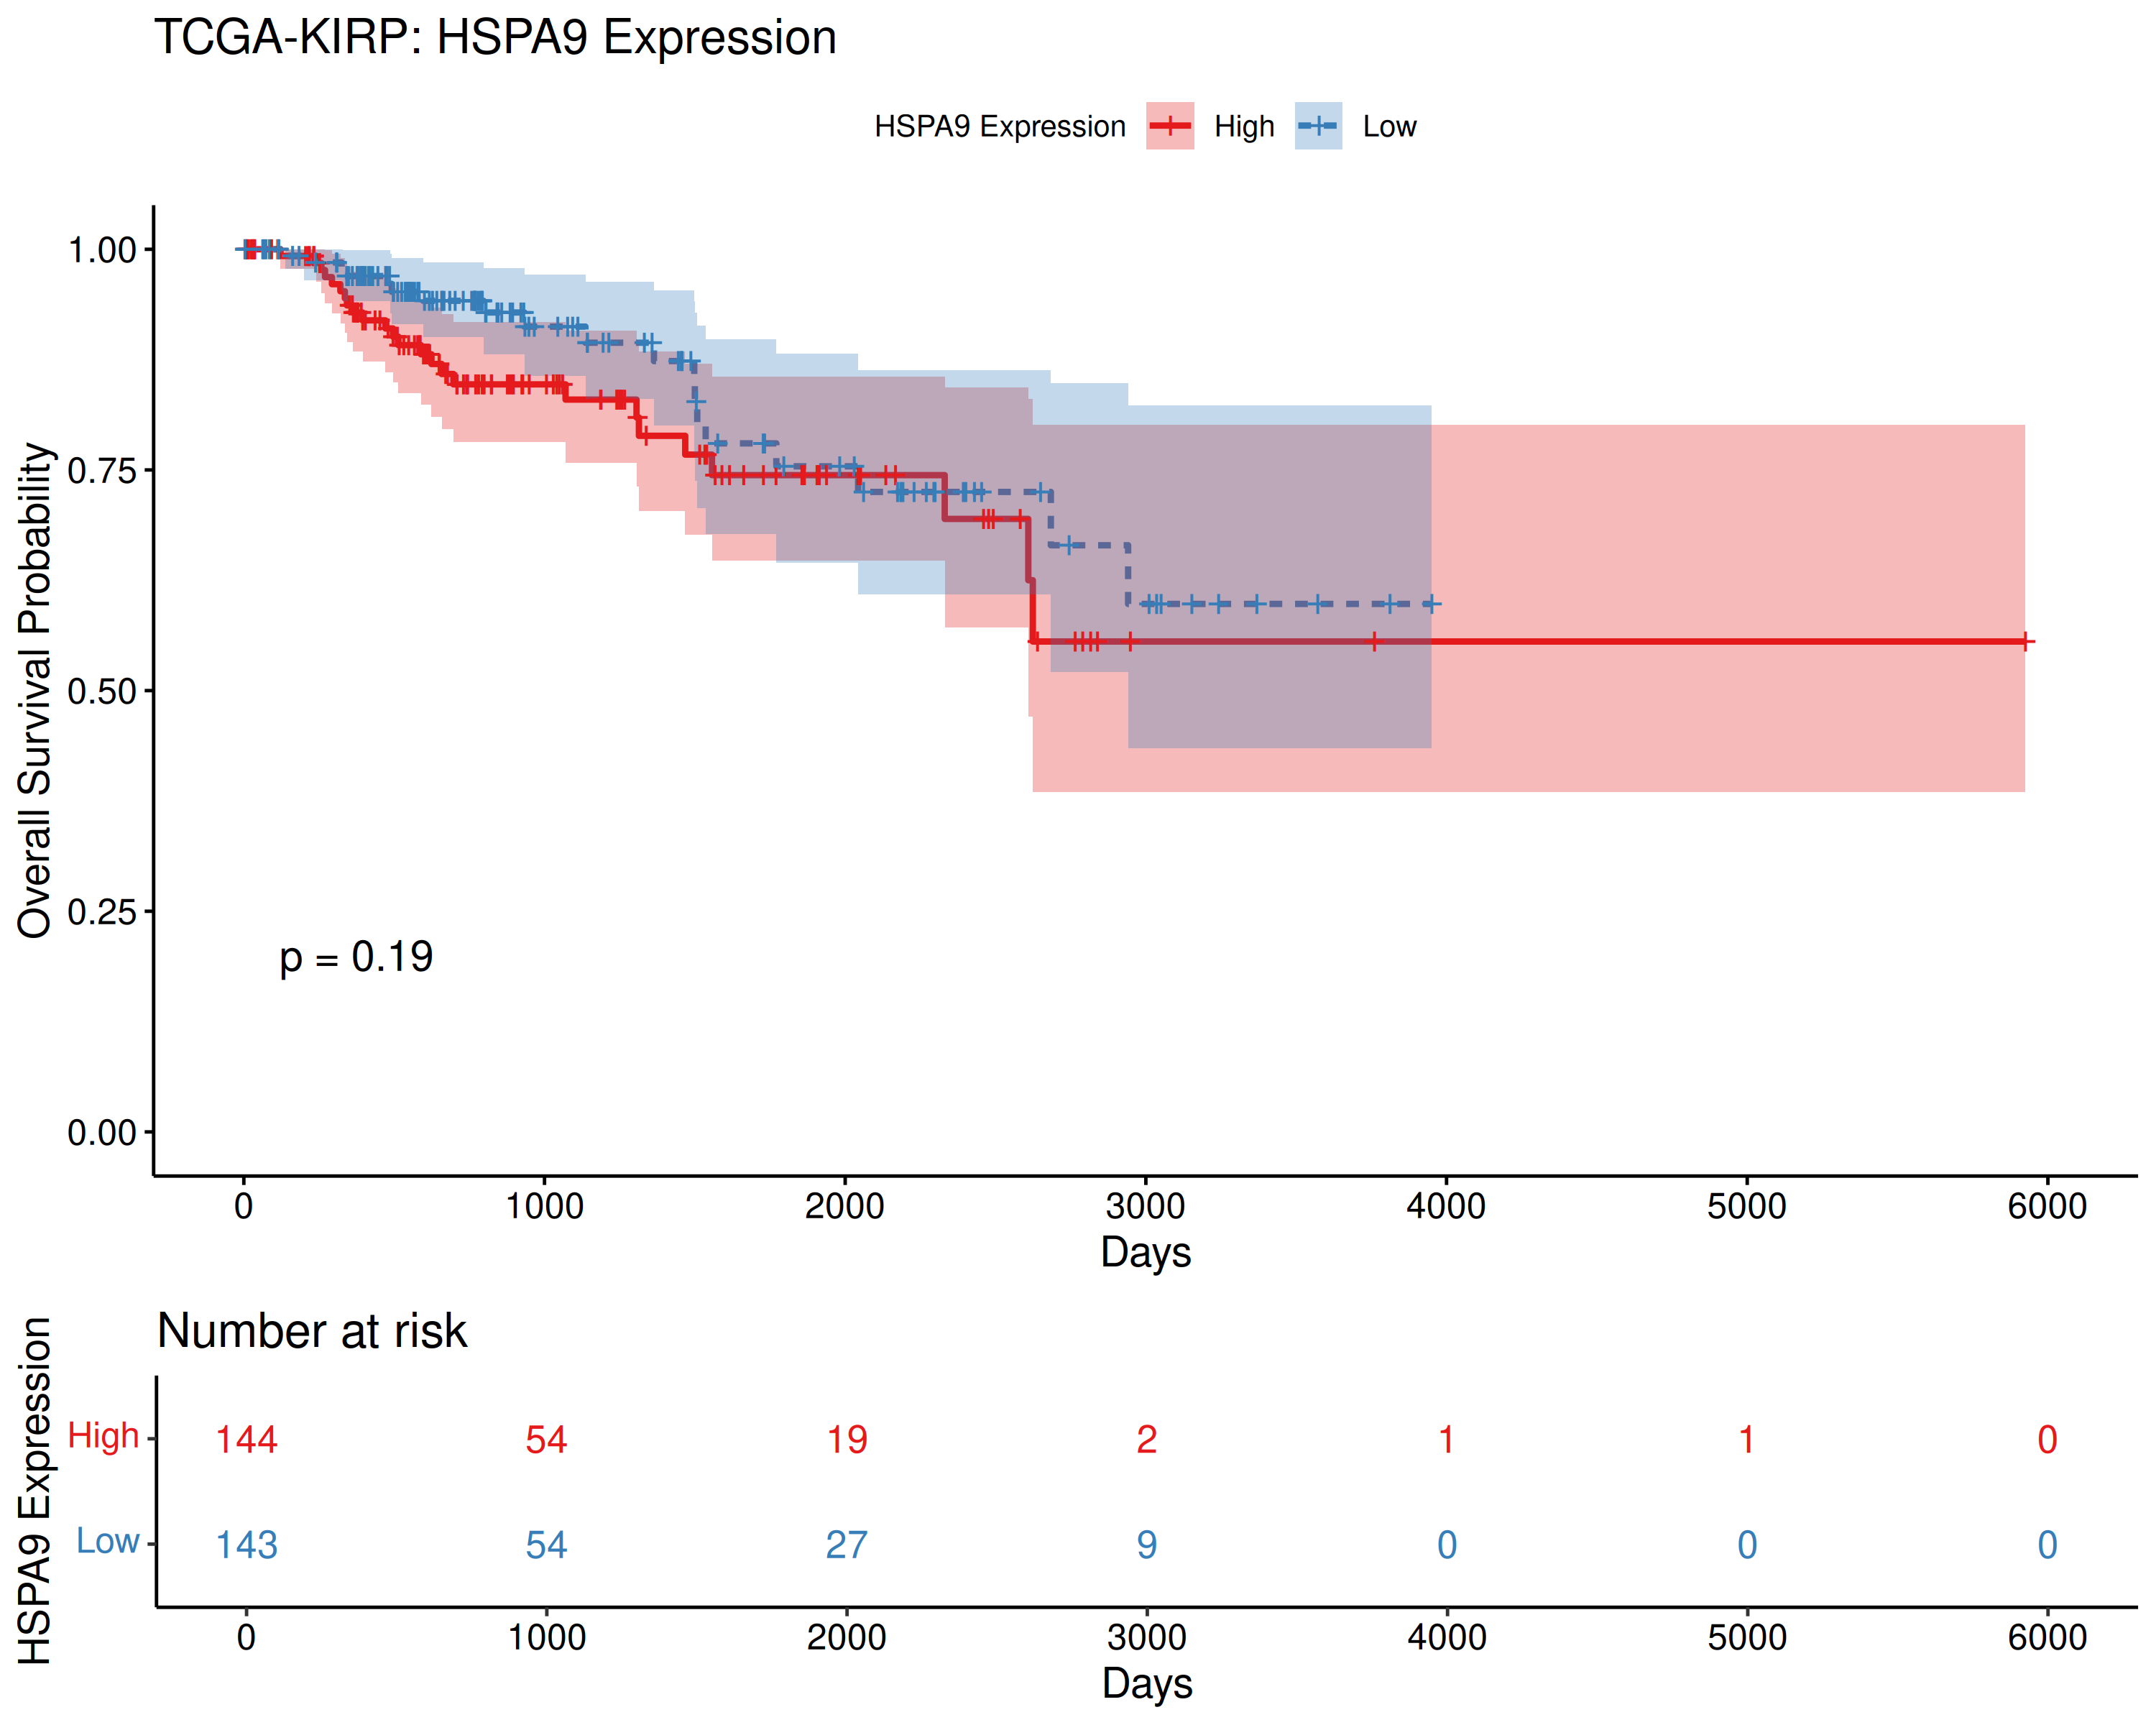 TCGA-KIRP: HSPA9 Expression
HSPA9 Expression High Low
Overall Survival Probability
1.00
0.75
0.50
0.25
0.00
p = 0.19
0 1000 2000 3000 4000 5000 6000
Days
Number at risk
HSPA9 Expression
High 144 54 19 2 1 1 0
Low 143 54 27 9 0 0 0
0 1000 2000 3000 4000 5000 6000
Days